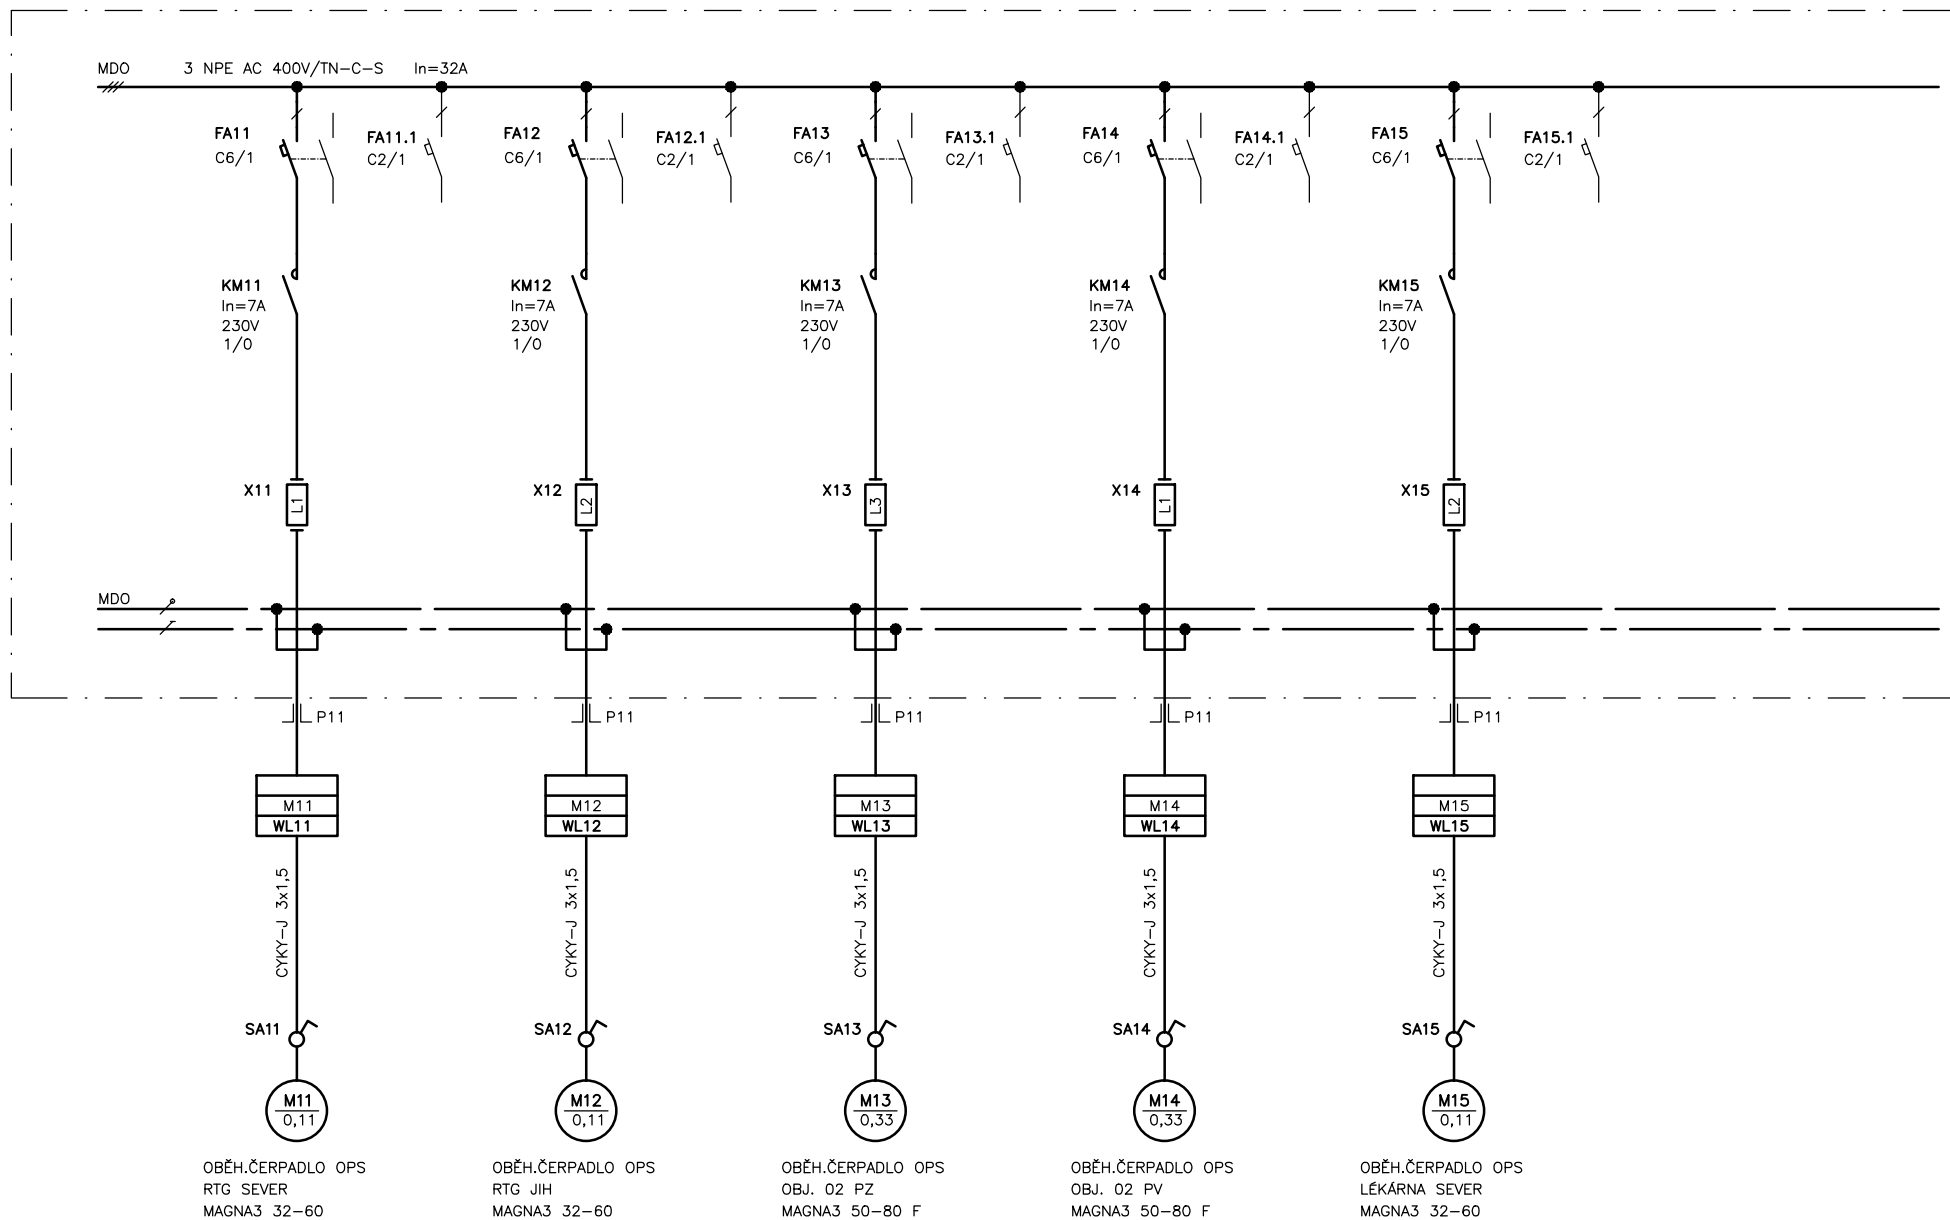 MDO 3 NPE AC 400V/TN-C-S In=32A
FA11 FA11.1 FA12 FA12.1 FA13 FA13.1 FA14 FA14.1 FA15 FA15.1
C6/1 C2/1 C6/1 C2/1 C6/1 C2/1 C6/1 C2/1 C6/1 C2/1
KM11 KM12 KM13 KM14 KM15
In=7A In=7A In=7A In=7A In=7A
230V 230V 230V 230V 230V
1/0 1/0 1/0 1/0 1/0
X11 L1 X12 L2 X13 L3 X14 L1 X15 L2
MDO
P11 P11 P11 P11 P11
M11 M12 M13 M14 M15
WL11 WL12 WL13 WL14 WL15
CYKY-J 3x1,5 CYKY-J 3x1,5 CYKY-J 3x1,5 CYKY-J 3x1,5 CYKY-J 3x1,5
SA11 SA12 SA13 SA14 SA15
M11 M12 M13 M14 M15
0,11 0,11 0,33 0,33 0,11
OBĚH.ČERPADLO OPS OBĚH.ČERPADLO OPS OBĚH.ČERPADLO OPS OBĚH.ČERPADLO OPS OBĚH.ČERPADLO OPS
RTG SEVER RTG JIH OBJ. 02 PZ OBJ. 02 PV LÉKÁRNA SEVER
MAGNA3 32-60 MAGNA3 32-60 MAGNA3 50-80 F MAGNA3 50-80 F MAGNA3 32-60